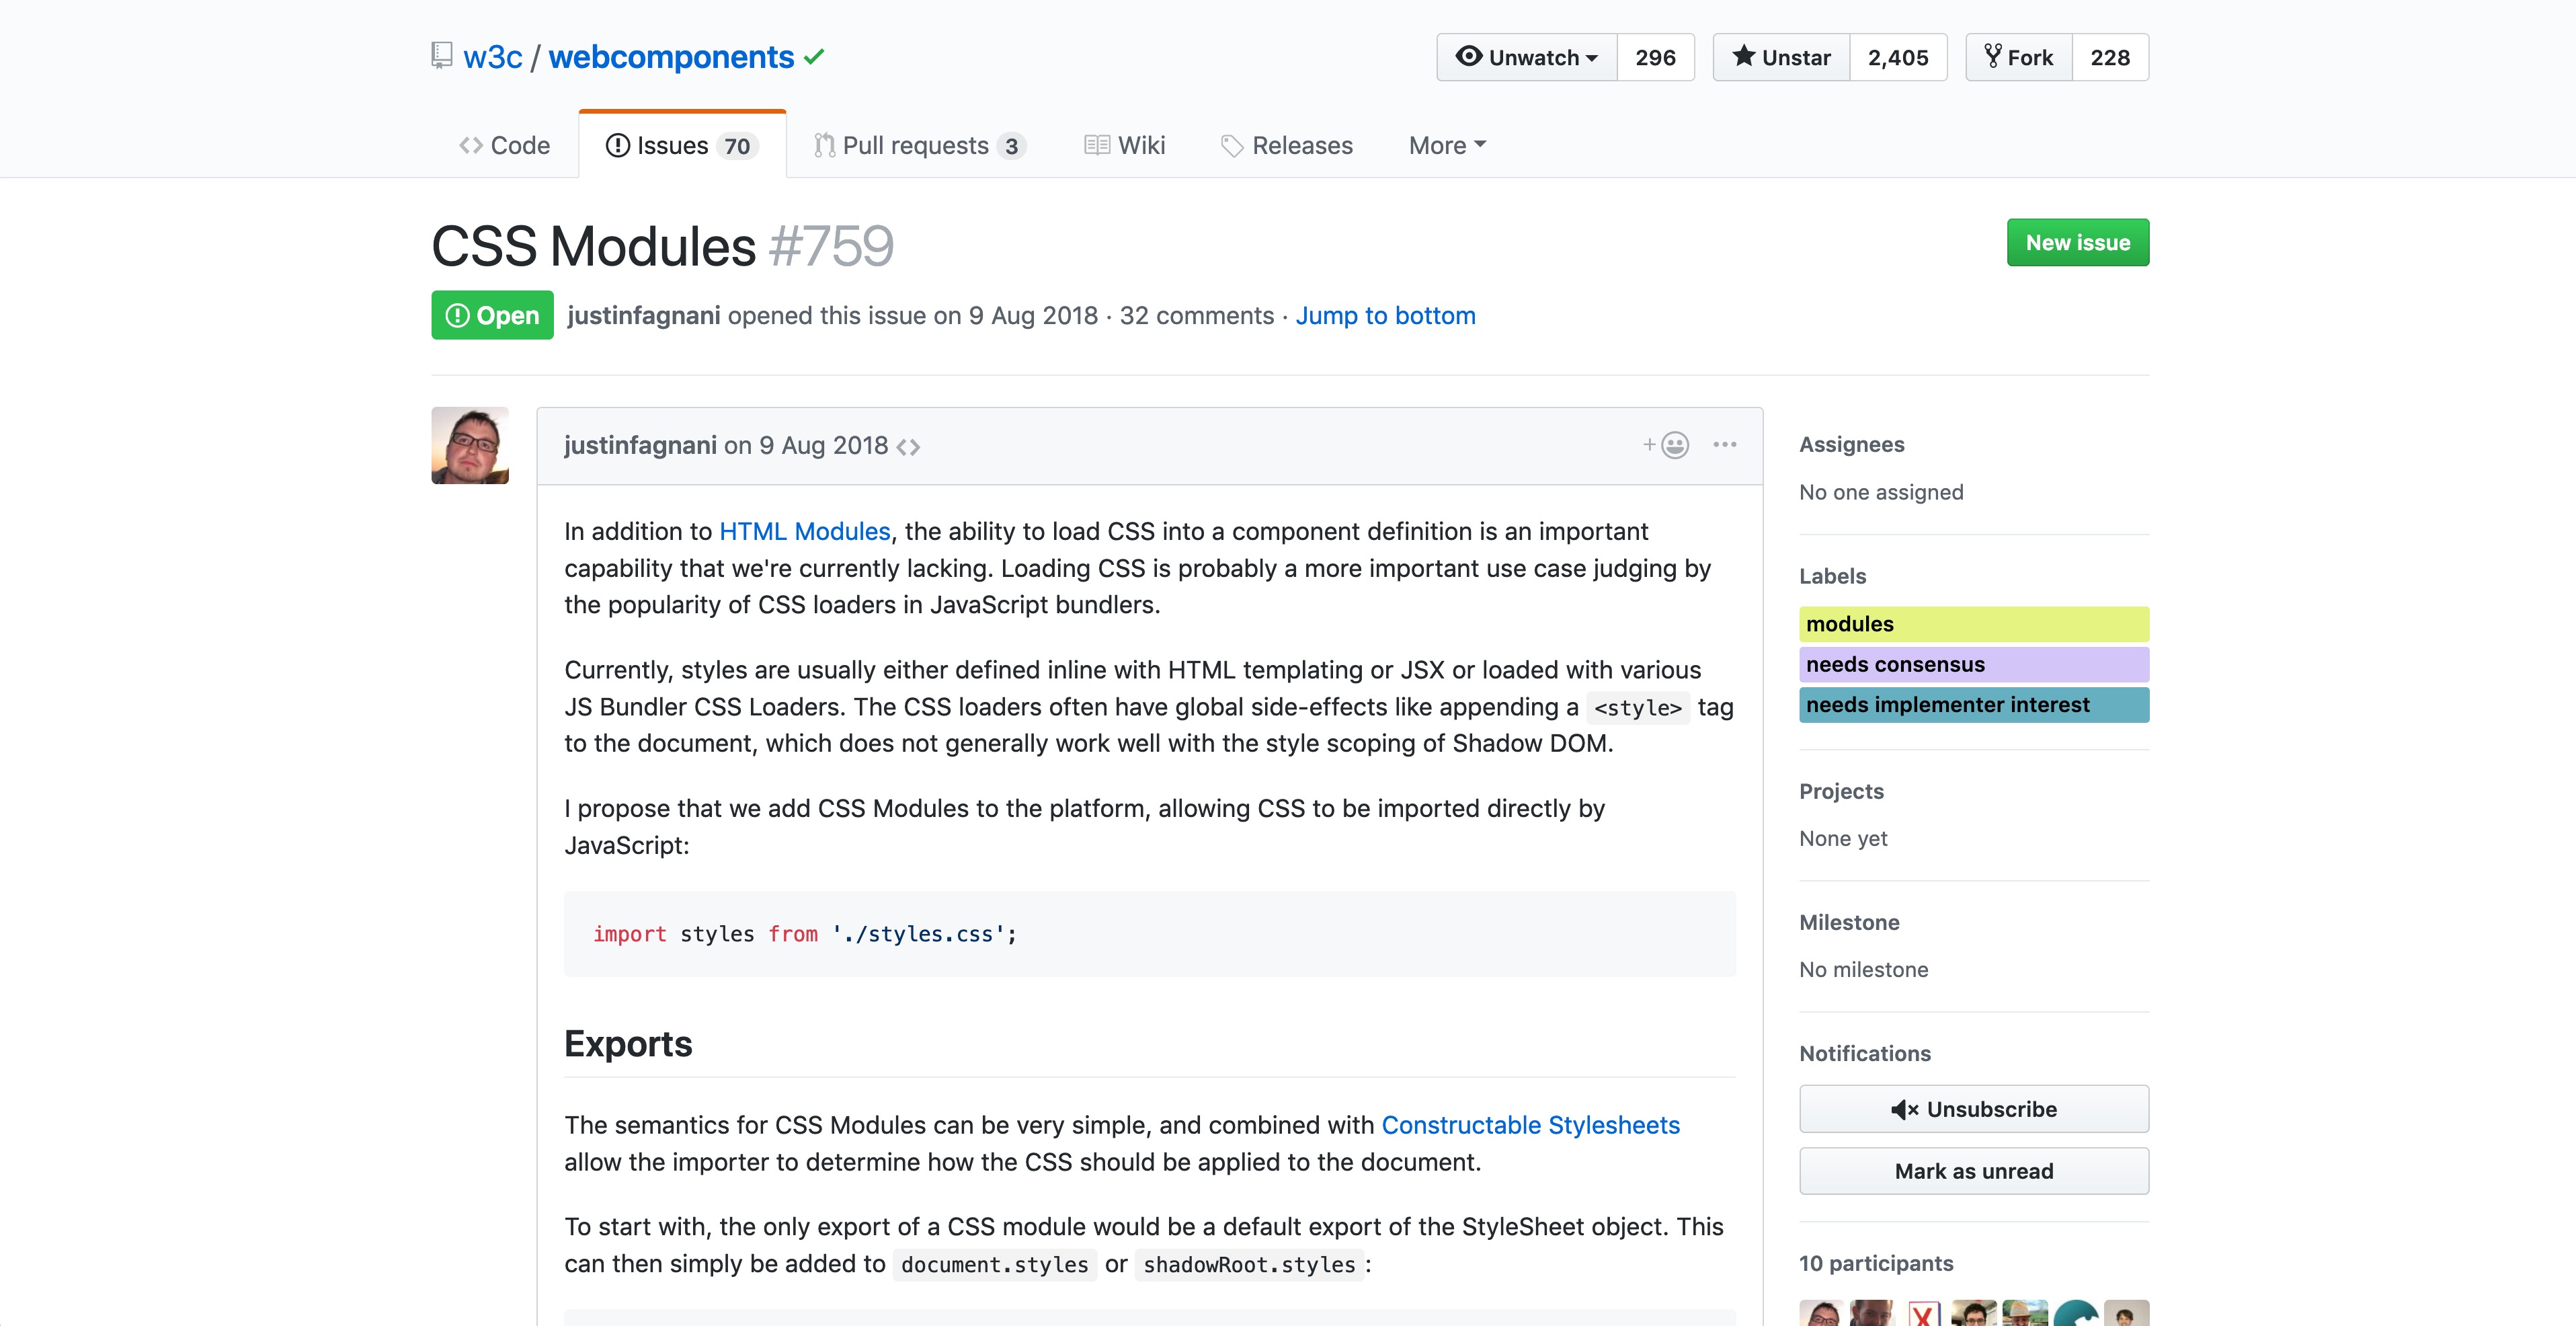 w3c / webcomponents
Unwatch 296 Unstar 2,405 Fork 228
Code Issues 70 Pull requests 3 Wiki Releases More
CSS Modules #759
New issue
Open justinfagnani opened this issue on 9 Aug 2018 · 32 comments · Jump to bottom
justinfagnani on 9 Aug 2018
In addition to HTML Modules, the ability to load CSS into a component definition is an important
capability that we're currently lacking. Loading CSS is probably a more important use case judging by
the popularity of CSS loaders in JavaScript bundlers.
Currently, styles are usually either defined inline with HTML templating or JSX or loaded with various
JS Bundler CSS Loaders. The CSS loaders often have global side-effects like appending a <style> tag
to the document, which does not generally work well with the style scoping of Shadow DOM.
I propose that we add CSS Modules to the platform, allowing CSS to be imported directly by
JavaScript:
import styles from './styles.css';
Exports
The semantics for CSS Modules can be very simple, and combined with Constructable Stylesheets
allow the importer to determine how the CSS should be applied to the document.
To start with, the only export of a CSS module would be a default export of the StyleSheet object. This
can then simply be added to document.styles or shadowRoot.styles :
Assignees
No one assigned
Labels
modules
needs consensus
needs implementer interest
Projects
None yet
Milestone
No milestone
Notifications
Unsubscribe
Mark as unread
10 participants